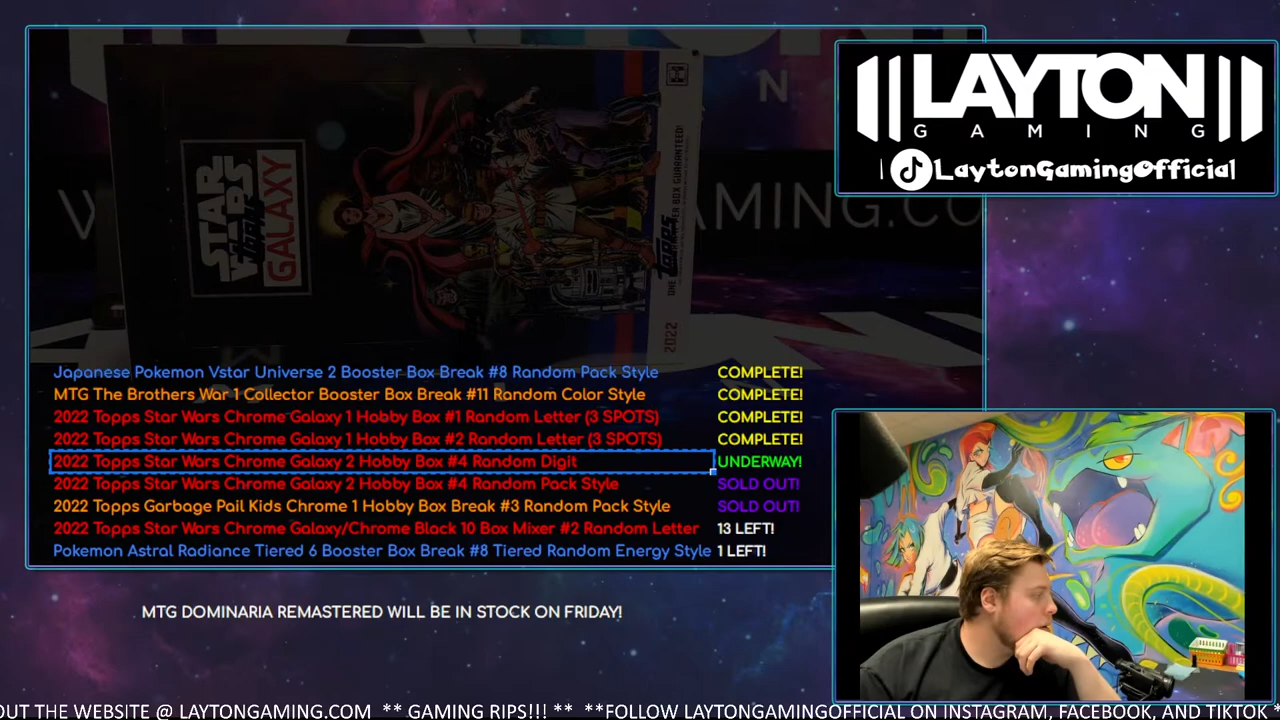 LAYTON
GAMING
LaytonGamingOfficial
STAR WARS
GALAXY
TOPPS
2022
N
AMING.CO
Japanese Pokemon Vstar Universe 2 Booster Box Break #8 Random Pack Style COMPLETE!
MTG The Brothers War 1 Collector Booster Box Break #11 Random Color Style COMPLETE!
2022 Topps Star Wars Chrome Galaxy 1 Hobby Box #1 Random Letter (3 SPOTS) COMPLETE!
2022 Topps Star Wars Chrome Galaxy 1 Hobby Box #2 Random Letter (3 SPOTS) COMPLETE!
2022 Topps Star Wars Chrome Galaxy 2 Hobby Box #4 Random Digit UNDERWAY!
2022 Topps Star Wars Chrome Galaxy 2 Hobby Box #4 Random Pack Style SOLD OUT!
2022 Topps Garbage Pail Kids Chrome 1 Hobby Box Break #3 Random Pack Style SOLD OUT!
2022 Topps Star Wars Chrome Galaxy/Chrome Black 10 Box Mixer #2 Random Letter 13 LEFT!
Pokemon Astral Radiance Tiered 6 Booster Box Break #8 Tiered Random Energy Style 1 LEFT!
MTG DOMINARIA REMASTERED WILL BE IN STOCK ON FRIDAY!
OUT THE WEBSITE @ LAYTONGAMING.COM ** GAMING RIPS!!! ** **FOLLOW LAYTONGAMINGOFFICIAL ON INSTAGRAM, FACEBOOK, AND TIKTOK *